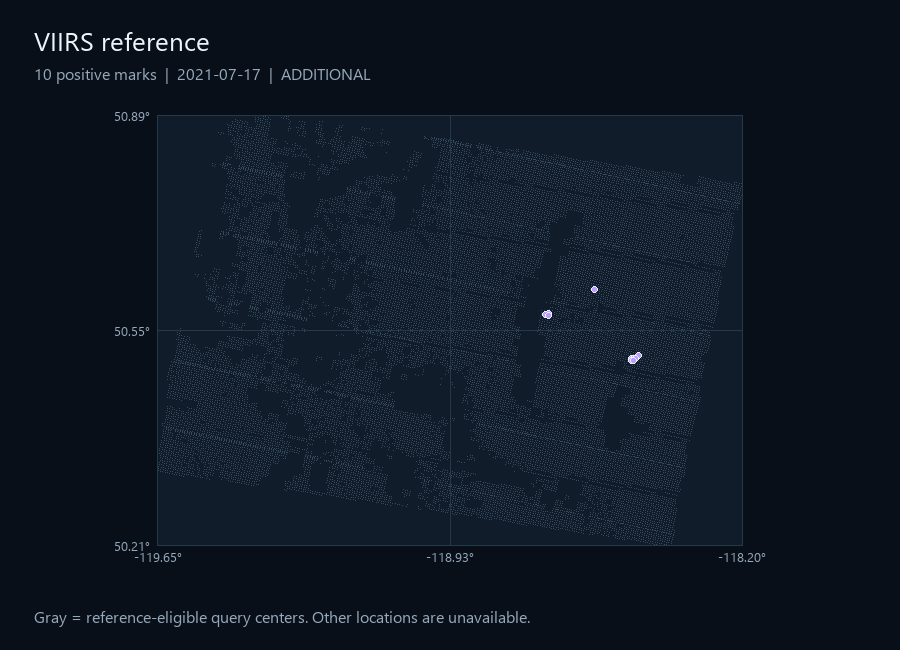 VIIRS reference
10 positive marks | 2021-07-17 | ADDITIONAL
50.89°
50.55°
50.21°
-119.65°
-118.93°
-118.20°
Gray = reference-eligible query centers. Other locations are unavailable.